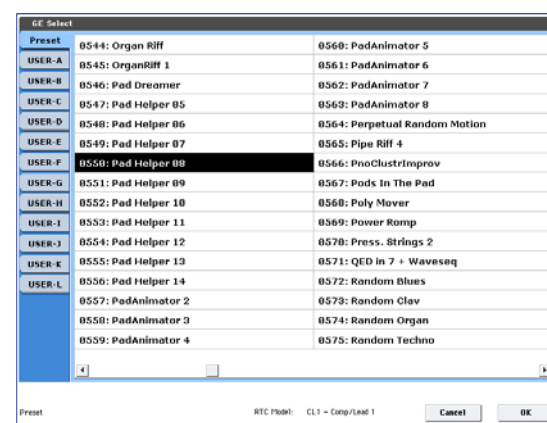 GE Select
Preset
USER-A
USER-B
USER-C
USER-D
USER-E
USER-F
USER-G
USER-H
USER-I
USER-J
USER-K
USER-L
0544: Organ Riff
0545: OrganRiff 1
0546: Pad Dreamer
0547: Pad Helper 05
0548: Pad Helper 06
0549: Pad Helper 07
0550: Pad Helper 08
0551: Pad Helper 09
0552: Pad Helper 10
0553: Pad Helper 11
0554: Pad Helper 12
0555: Pad Helper 13
0556: Pad Helper 14
0557: PadAnimator 2
0558: PadAnimator 3
0559: PadAnimator 4
0560: PadAnimator 5
0561: PadAnimator 6
0562: PadAnimator 7
0563: PadAnimator 8
0564: Perpetual Random Motion
0565: Pipe Riff 4
0566: PnoClustrImprov
0567: Pods In The Pad
0568: Poly Mover
0569: Power Romp
0570: Press. Strings 2
0571: QED in 7 + Waveseq
0572: Random Blues
0573: Random Clav
0574: Random Organ
0575: Random Techno
Preset
RTC Model: CL1 - Comp/Lead 1
Cancel
OK